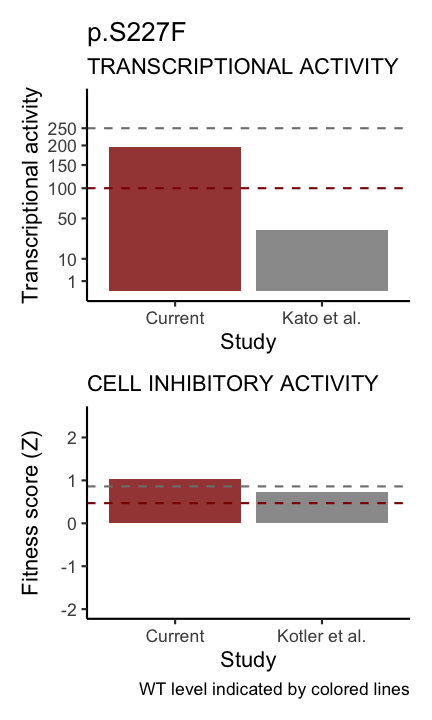 p.S227F
TRANSCRIPTIONAL ACTIVITY
Transcriptional activity
250
200
150
100
50
10
1
Current
Kato et al.
Study
CELL INHIBITORY ACTIVITY
Fitness score (Z)
2
1
0
-1
-2
Current
Kotler et al.
Study
WT level indicated by colored lines